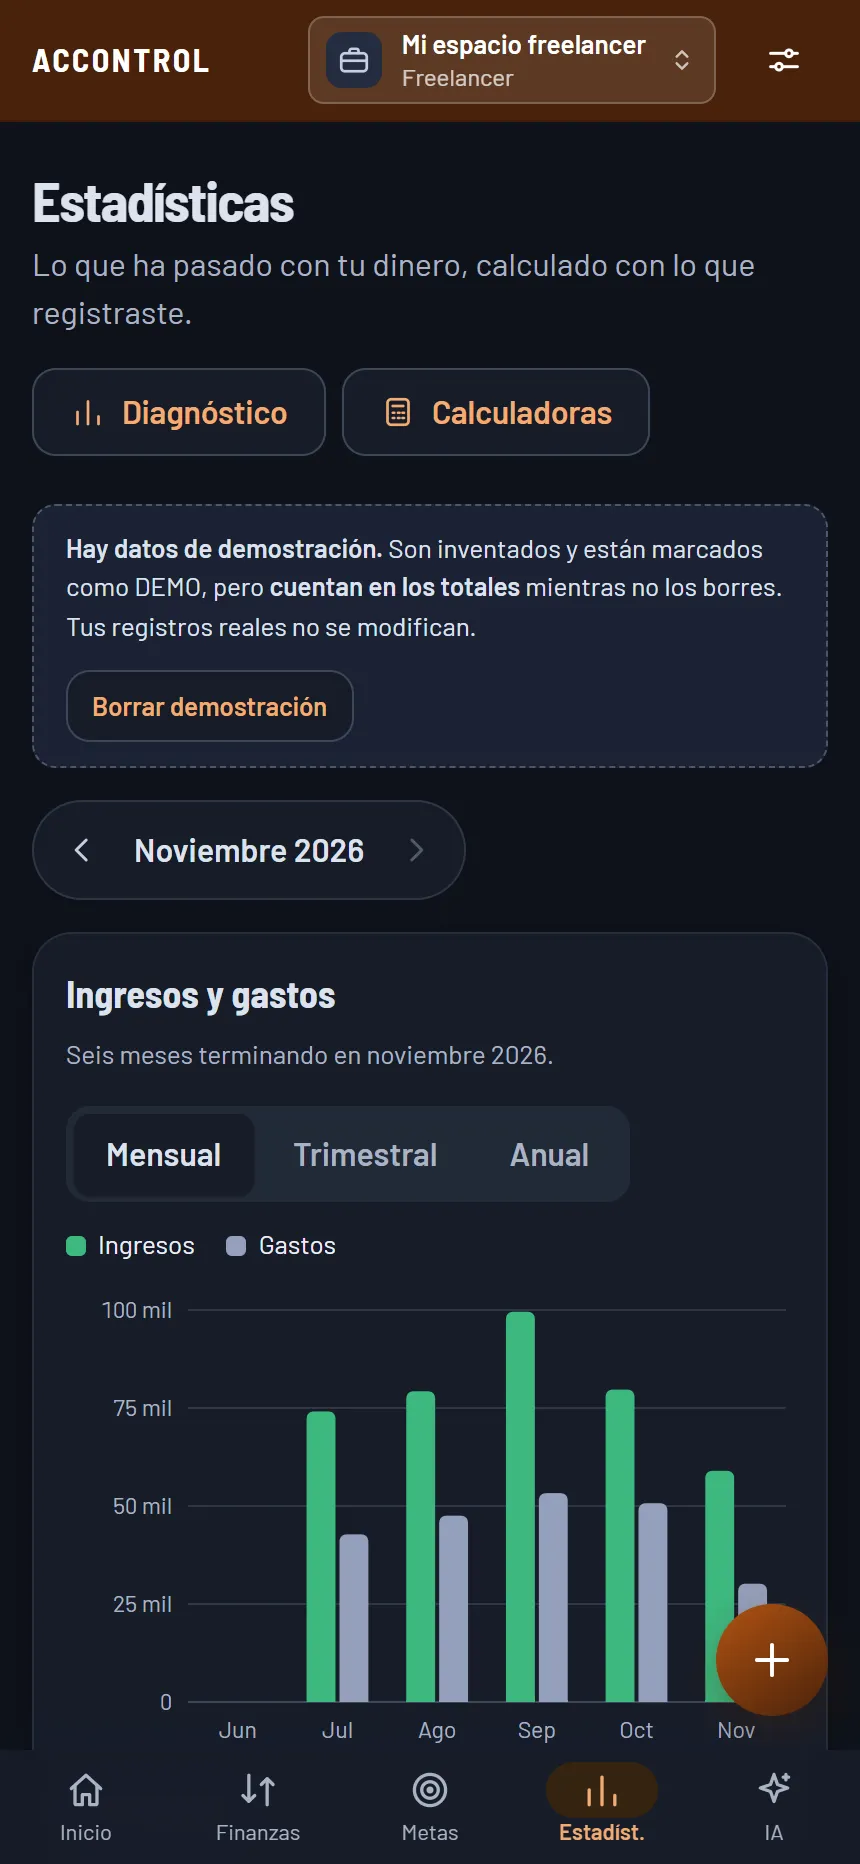 ACCONTROL
Mi espacio freelancer
Freelancer
Estadísticas
Lo que ha pasado con tu dinero, calculado con lo que
registraste.
Diagnóstico
Calculadoras
Hay datos de demostración. Son inventados y están marcados
como DEMO, pero cuentan en los totales mientras no los borres.
Tus registros reales no se modifican.
Borrar demostración
Noviembre 2026
Ingresos y gastos
Seis meses terminando en noviembre 2026.
Mensual
Trimestral
Anual
Ingresos
Gastos
100 mil
75 mil
50 mil
25 mil
0
Jun
Jul
Ago
Sep
Oct
Nov
Inicio
Finanzas
Metas
Estadíst.
IA